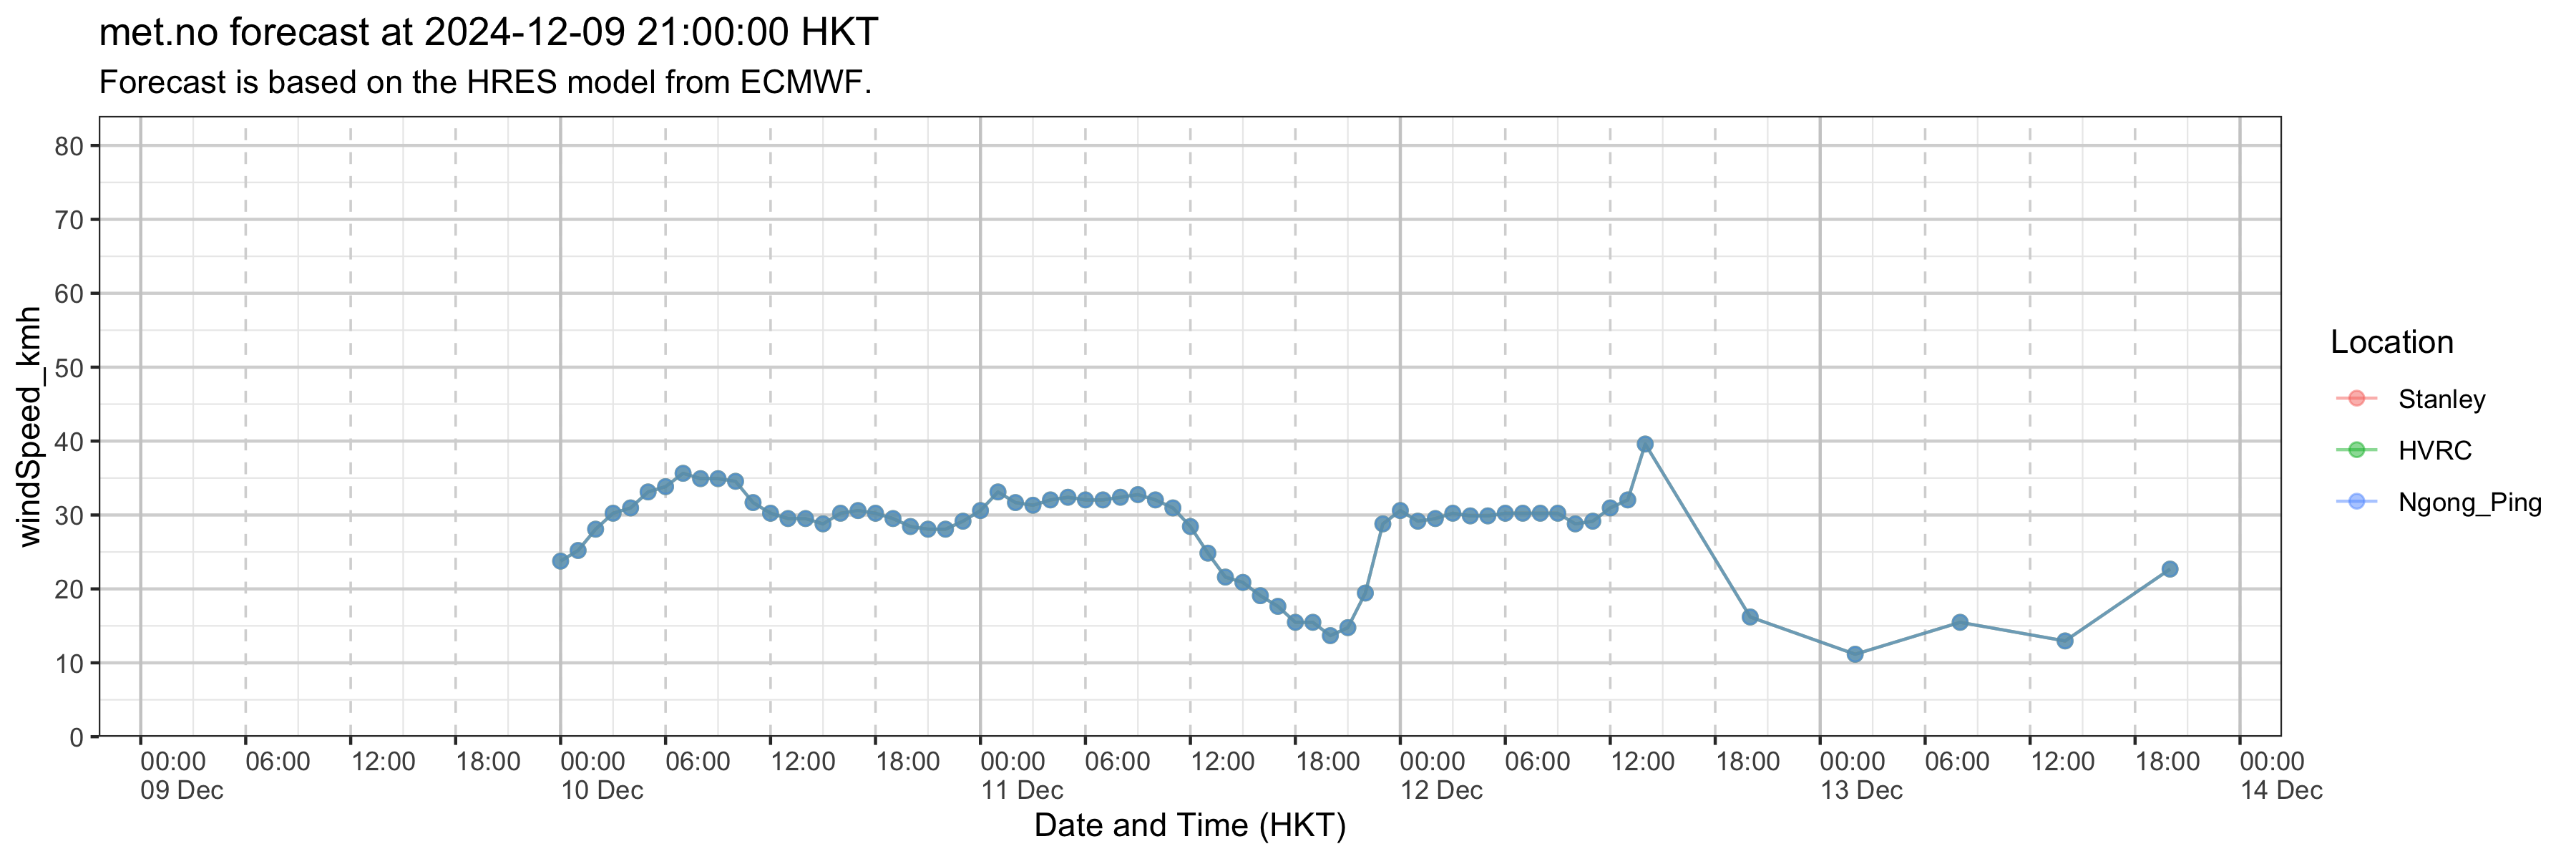 met.no forecast at 2024-12-09 21:00:00 HKT
Forecast is based on the HRES model from ECMWF.
windSpeed_kmh
80
70
60
50
40
30
20
10
0
00:00 06:00 12:00 18:00 00:00 06:00 12:00 18:00 00:00 06:00 12:00 18:00 00:00 06:00 12:00 18:00 00:00 06:00 12:00 18:00 00:00
09 Dec 10 Dec 11 Dec 12 Dec 13 Dec 14 Dec
Date and Time (HKT)
Location
Stanley
HVRC
Ngong_Ping